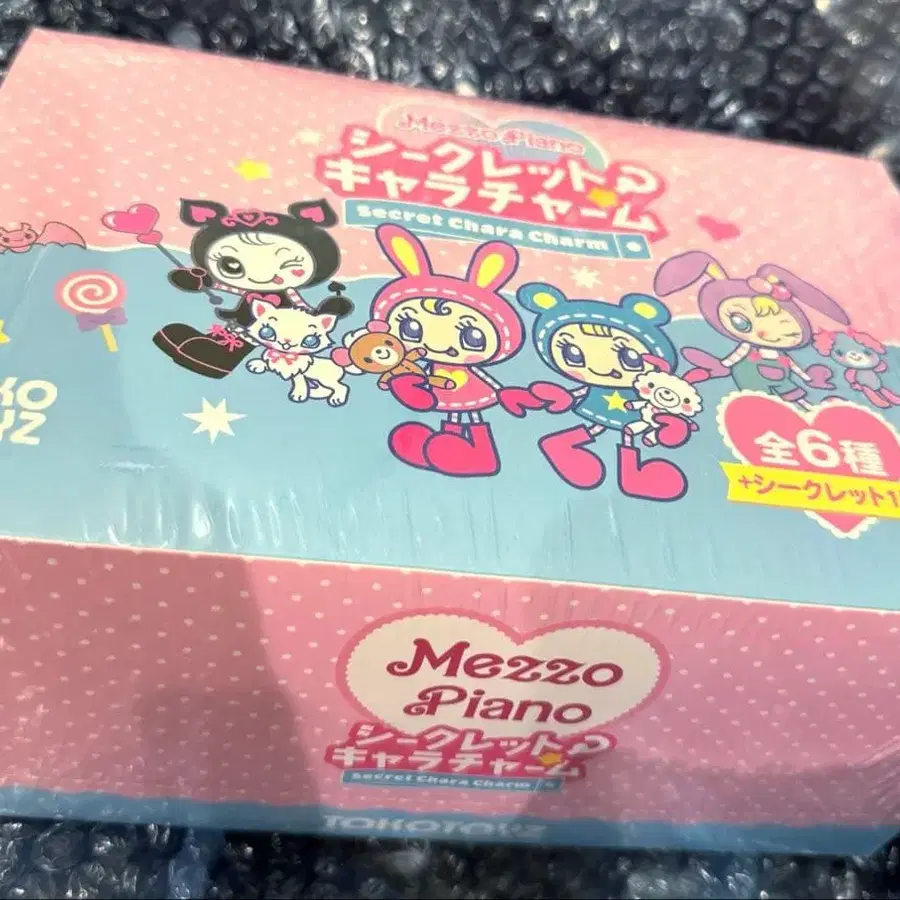 Mezzo Piano
シークレット
キャラチャーム
Secret Chara Charm
全6種
+シークレット1
Mezzo
Piano
シークレット
キャラチャーム
Secret Chara Charm
TOKOTOYZ